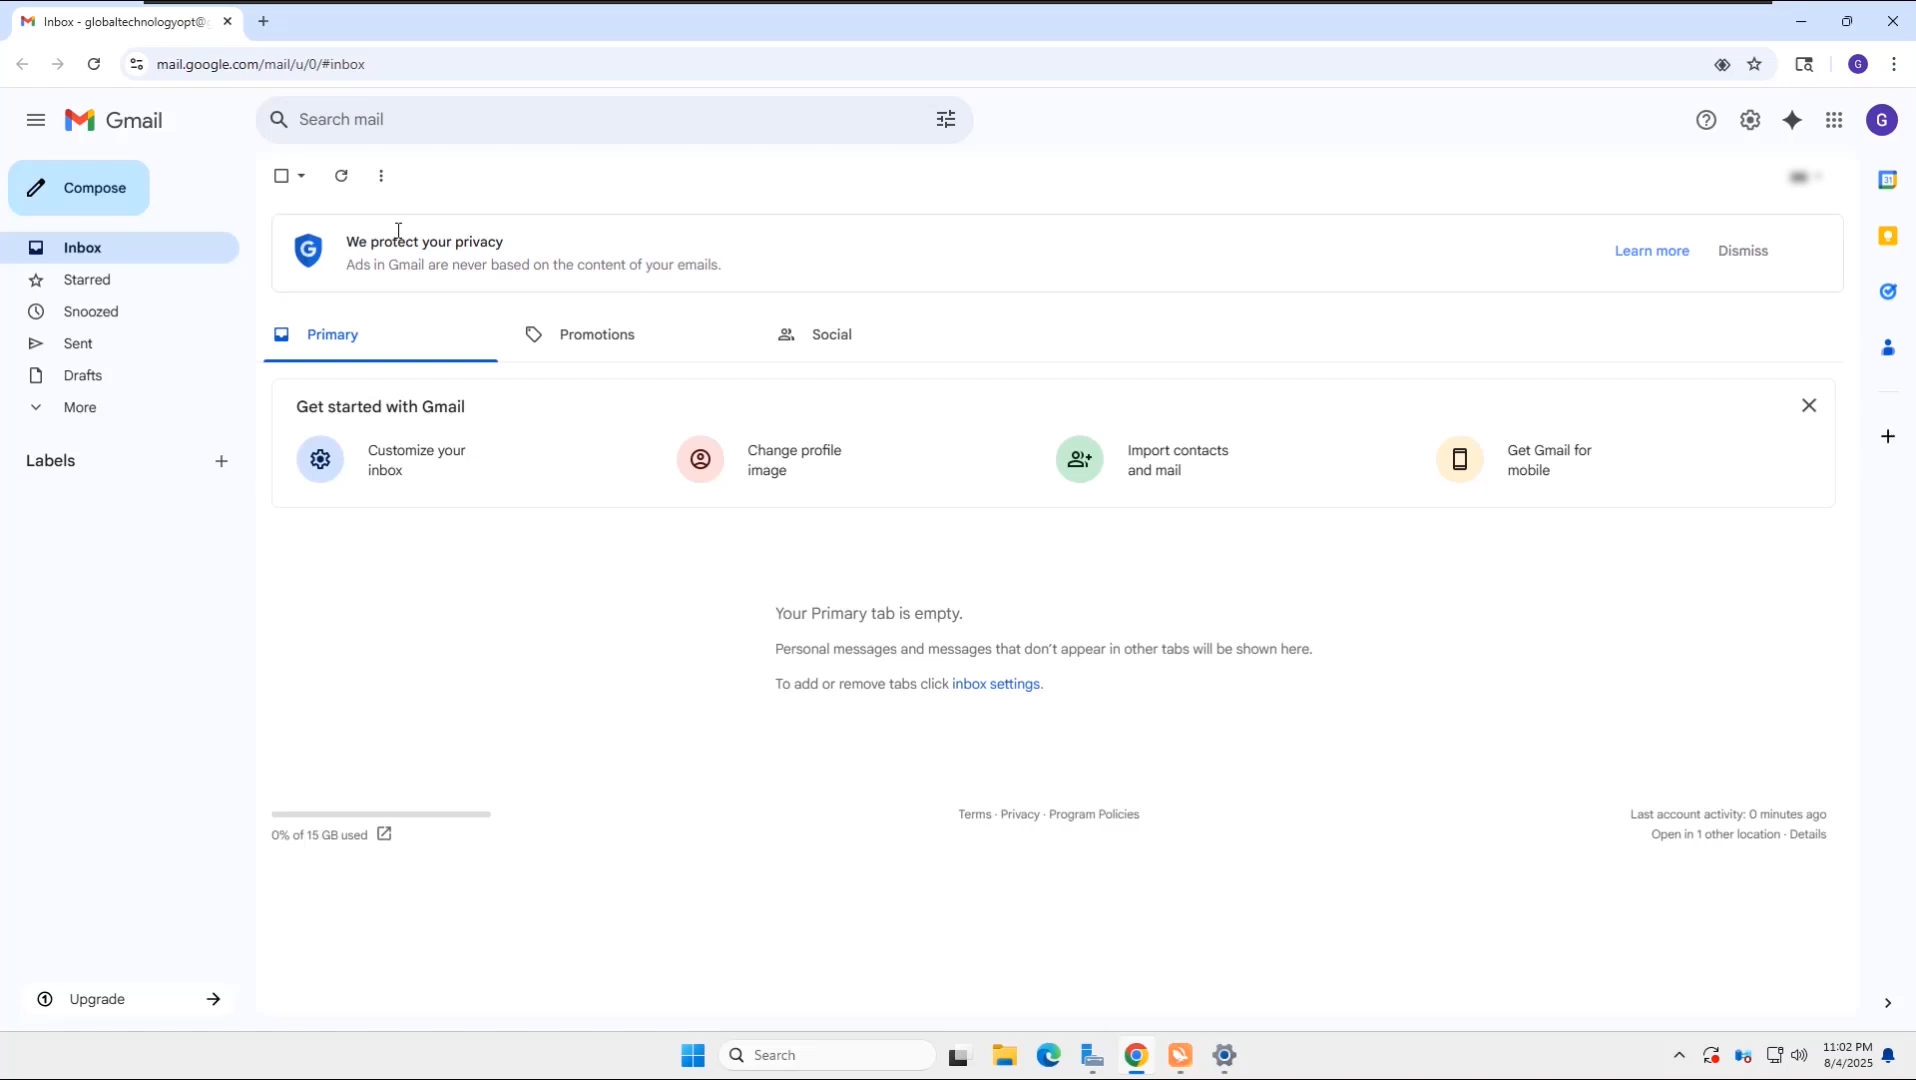 Inbox - globaltechnologyopt@
mail.google.com/mail/u/0/#inbox
G
Gmail
Search mail
G
Compose
Inbox
Starred
Snoozed
Sent
Drafts
More
Labels
We protect your privacy
Ads in Gmail are never based on the content of your emails.
Learn more
Dismiss
Primary
Promotions
Social
Get started with Gmail
Customize your
inbox
Change profile
image
Import contacts
and mail
Get Gmail for
mobile
Your Primary tab is empty.
Personal messages and messages that don't appear in other tabs will be shown here.
To add or remove tabs click inbox settings.
0% of 15 GB used
Terms · Privacy · Program Policies
Last account activity: 0 minutes ago
Open in 1 other location · Details
Upgrade
31
Search
11:02 PM
8/4/2025